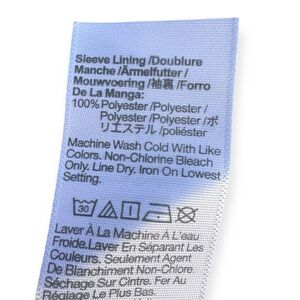 Sleeve Lining /Doublure
Manche /Ärmelfutter /
Mouwvoering /袖裏 /Forro
De La Manga:
100% Polyester /Polyester /
Polyester /Polyester /ポ
リエステル /poliéster
Machine Wash Cold With Like
Colors. Non-Chlorine Bleach
Only. Line Dry. Iron On Lowest
Setting.
30
Laver À La Machine À L'eau
Froide.Laver En Séparant Les
Couleurs. Seulement Agent
De Blanchiment Non-Chloré.
Séchage Sur Cintre. Fer Au
Réglage Le Plus Bas.